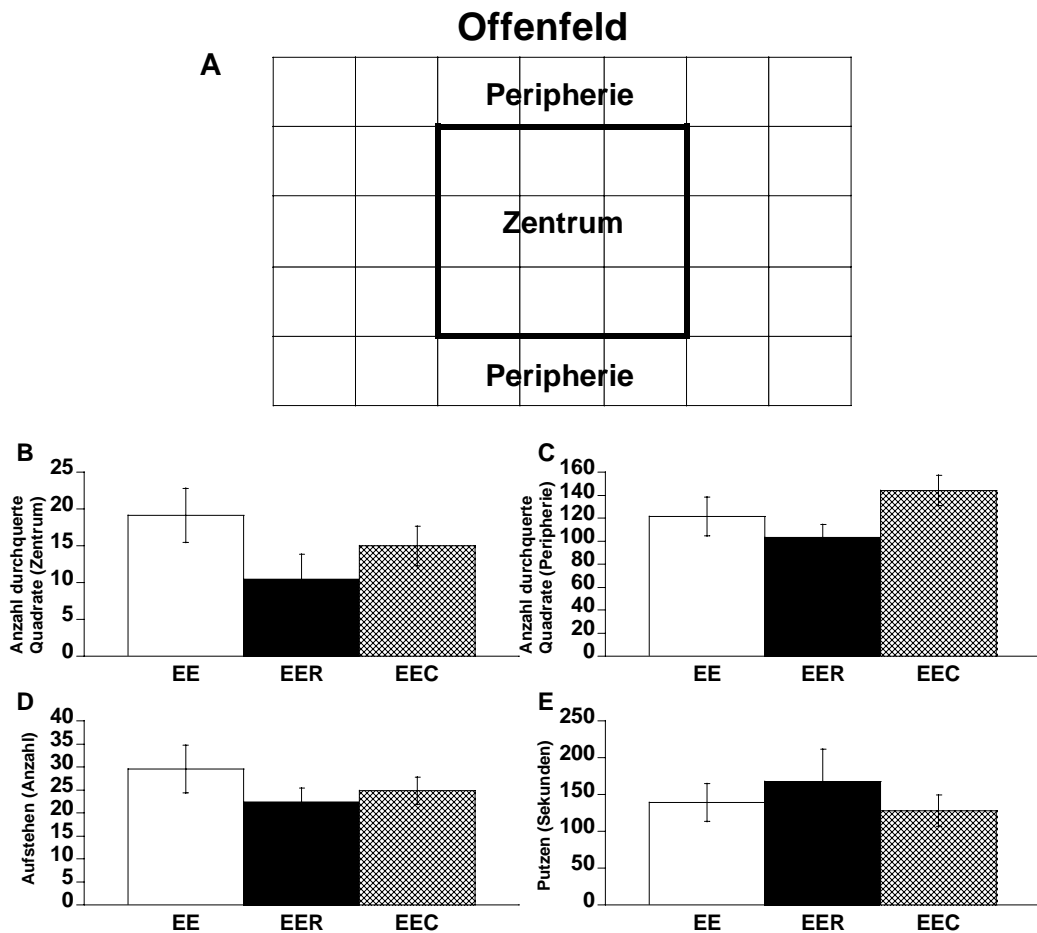 Offenfeld
A
Peripherie
Zentrum
Peripherie
B
Anzahl durchquerte
Quadrate (Zentrum)
25
20
15
10
5
0
EE EER EEC
C
Anzahl durchquerte
Quadrate (Peripherie)
160
140
120
100
80
60
40
20
0
EE EER EEC
D
Aufstehen (Anzahl)
40
35
30
25
20
15
10
5
0
EE EER EEC
E
Putzen (Sekunden)
250
200
150
100
50
0
EE EER EEC